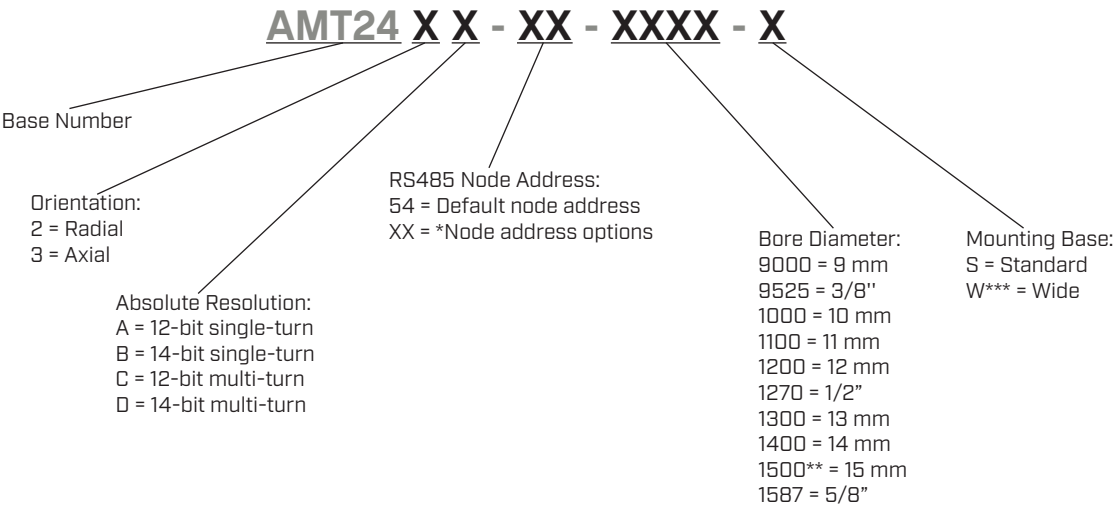 AMT24 X X - XX - XXXX - X
Base Number
Orientation:
2 = Radial
3 = Axial
Absolute Resolution:
A = 12-bit single-turn
B = 14-bit single-turn
C = 12-bit multi-turn
D = 14-bit multi-turn
RS485 Node Address:
54 = Default node address
XX = *Node address options
Bore Diameter:
9000 = 9 mm
9525 = 3/8''
1000 = 10 mm
1100 = 11 mm
1200 = 12 mm
1270 = 1/2”
1300 = 13 mm
1400 = 14 mm
1500** = 15 mm
1587 = 5/8”
Mounting Base:
S = Standard
W*** = Wide